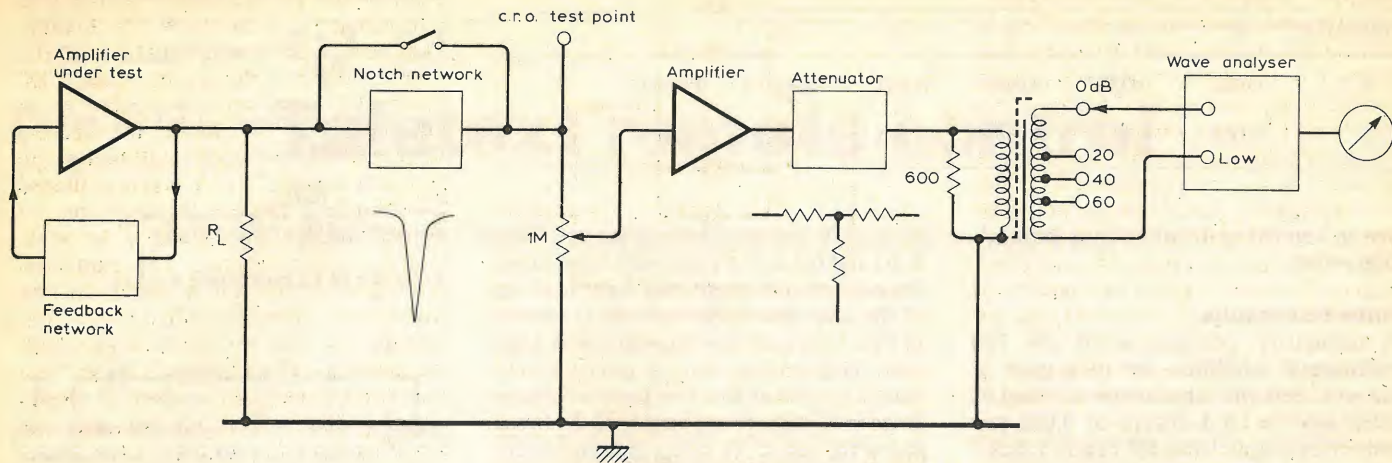 c.r.o. test point
Amplifier
under test
Notch network
Amplifier
Attenuator
Wave analyser
0dB
20
40
60
Low
600
R_L
1M
Feedback
network